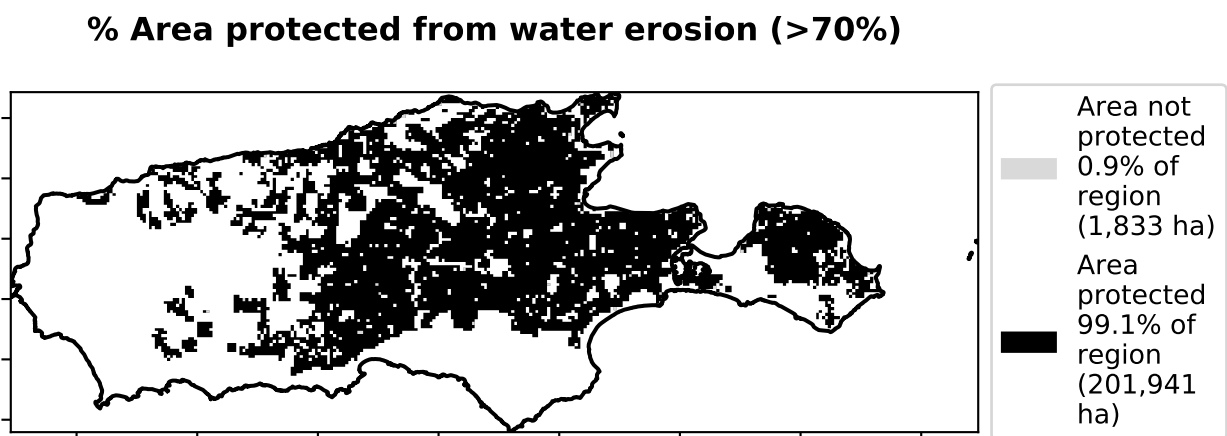 % Area protected from water erosion (>70%)
Area not
protected
0.9% of
region
(1,833 ha)
Area
protected
99.1% of
region
(201,941
ha)